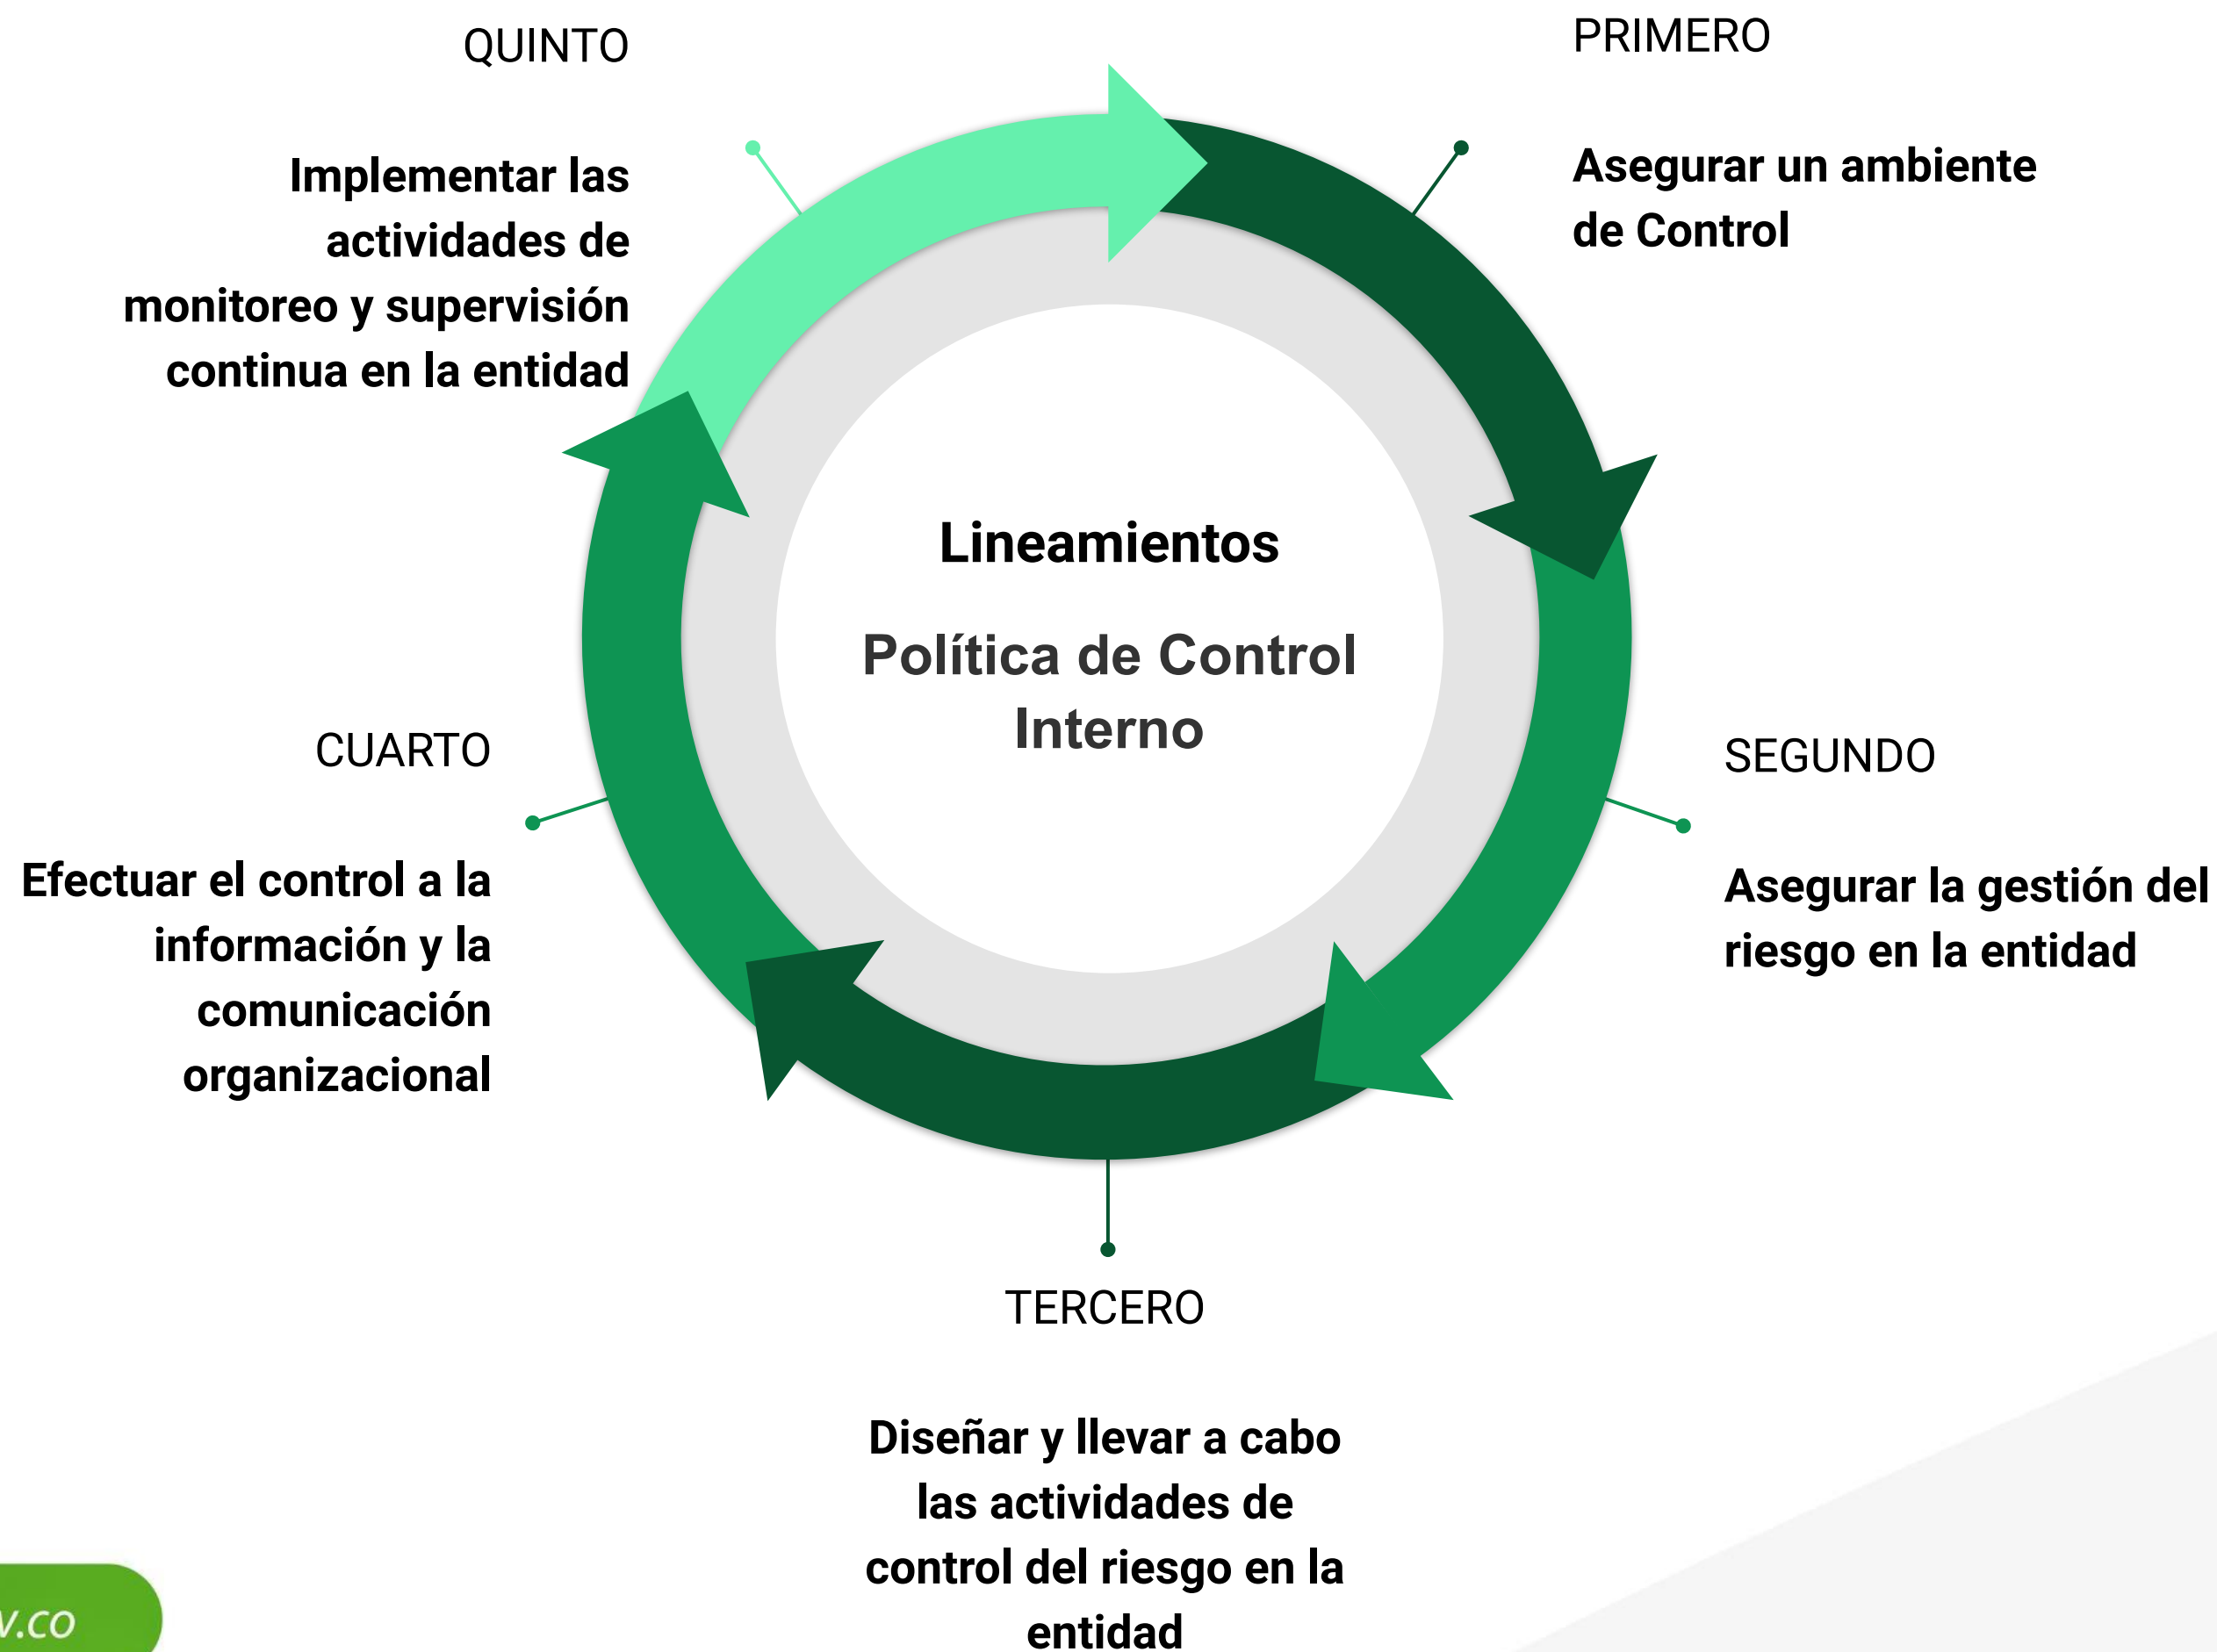 PRIMERO
Asegurar un ambiente
de Control
SEGUNDO
Asegurar la gestión del
riesgo en la entidad
TERCERO
Diseñar y llevar a cabo
las actividades de
control del riesgo en la
entidad
CUARTO
Efectuar el control a la
información y la
comunicación
organizacional
QUINTO
Implementar las
actividades de
monitoreo y supervisión
continua en la entidad
Lineamientos
Política de Control
Interno
v.co